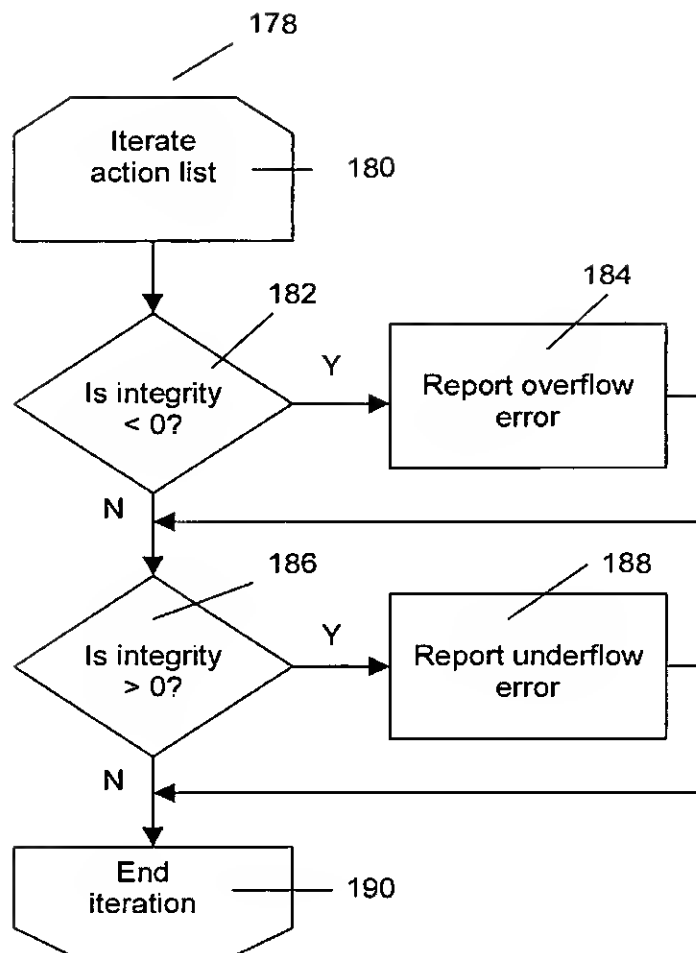 178
Iterate
action list
180
182
184
Is integrity
< 0?
Y
Report overflow
error
N
186
188
Is integrity
> 0?
Y
Report underflow
error
N
End
iteration
190